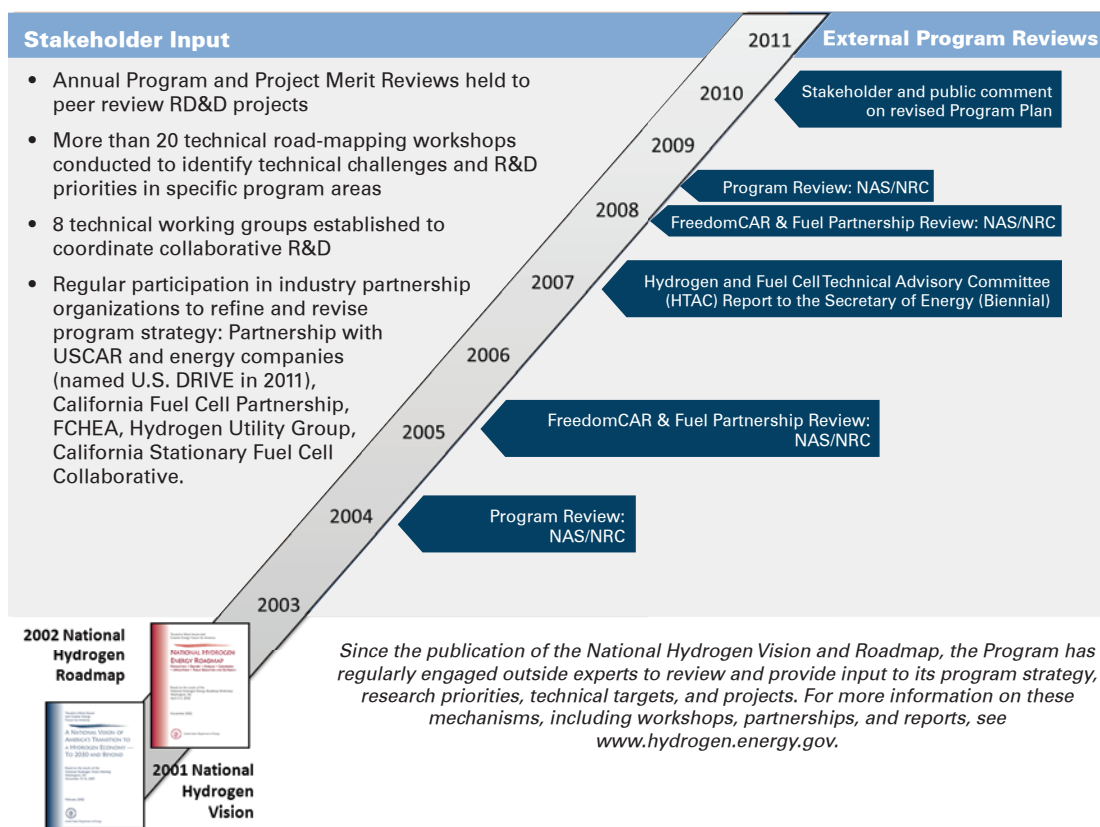 Stakeholder Input
External Program Reviews
• Annual Program and Project Merit Reviews held to
peer review RD&D projects
• More than 20 technical road-mapping workshops
conducted to identify technical challenges and R&D
priorities in specific program areas
• 8 technical working groups established to
coordinate collaborative R&D
• Regular participation in industry partnership
organizations to refine and revise
program strategy: Partnership with
USCAR and energy companies
(named U.S. DRIVE in 2011),
California Fuel Cell Partnership,
FCHEA, Hydrogen Utility Group,
California Stationary Fuel Cell
Collaborative.
2011
2010
2009
2008
2007
2006
2005
2004
2003
Stakeholder and public comment
on revised Program Plan
Program Review: NAS/NRC
FreedomCAR & Fuel Partnership Review: NAS/NRC
Hydrogen and Fuel Cell Technical Advisory Committee
(HTAC) Report to the Secretary of Energy (Biennial)
FreedomCAR & Fuel Partnership Review:
NAS/NRC
Program Review:
NAS/NRC
2002 National
Hydrogen
Roadmap
NATIONAL HYDROGEN
ENERGY ROADMAP
A NATIONAL VISION OF
AMERICA'S TRANSITION TO
A HYDROGEN ECONOMY —
TO 2030 AND BEYOND
2001 National
Hydrogen
Vision
Since the publication of the National Hydrogen Vision and Roadmap, the Program has
regularly engaged outside experts to review and provide input to its program strategy,
research priorities, technical targets, and projects. For more information on these
mechanisms, including workshops, partnerships, and reports, see
www.hydrogen.energy.gov.